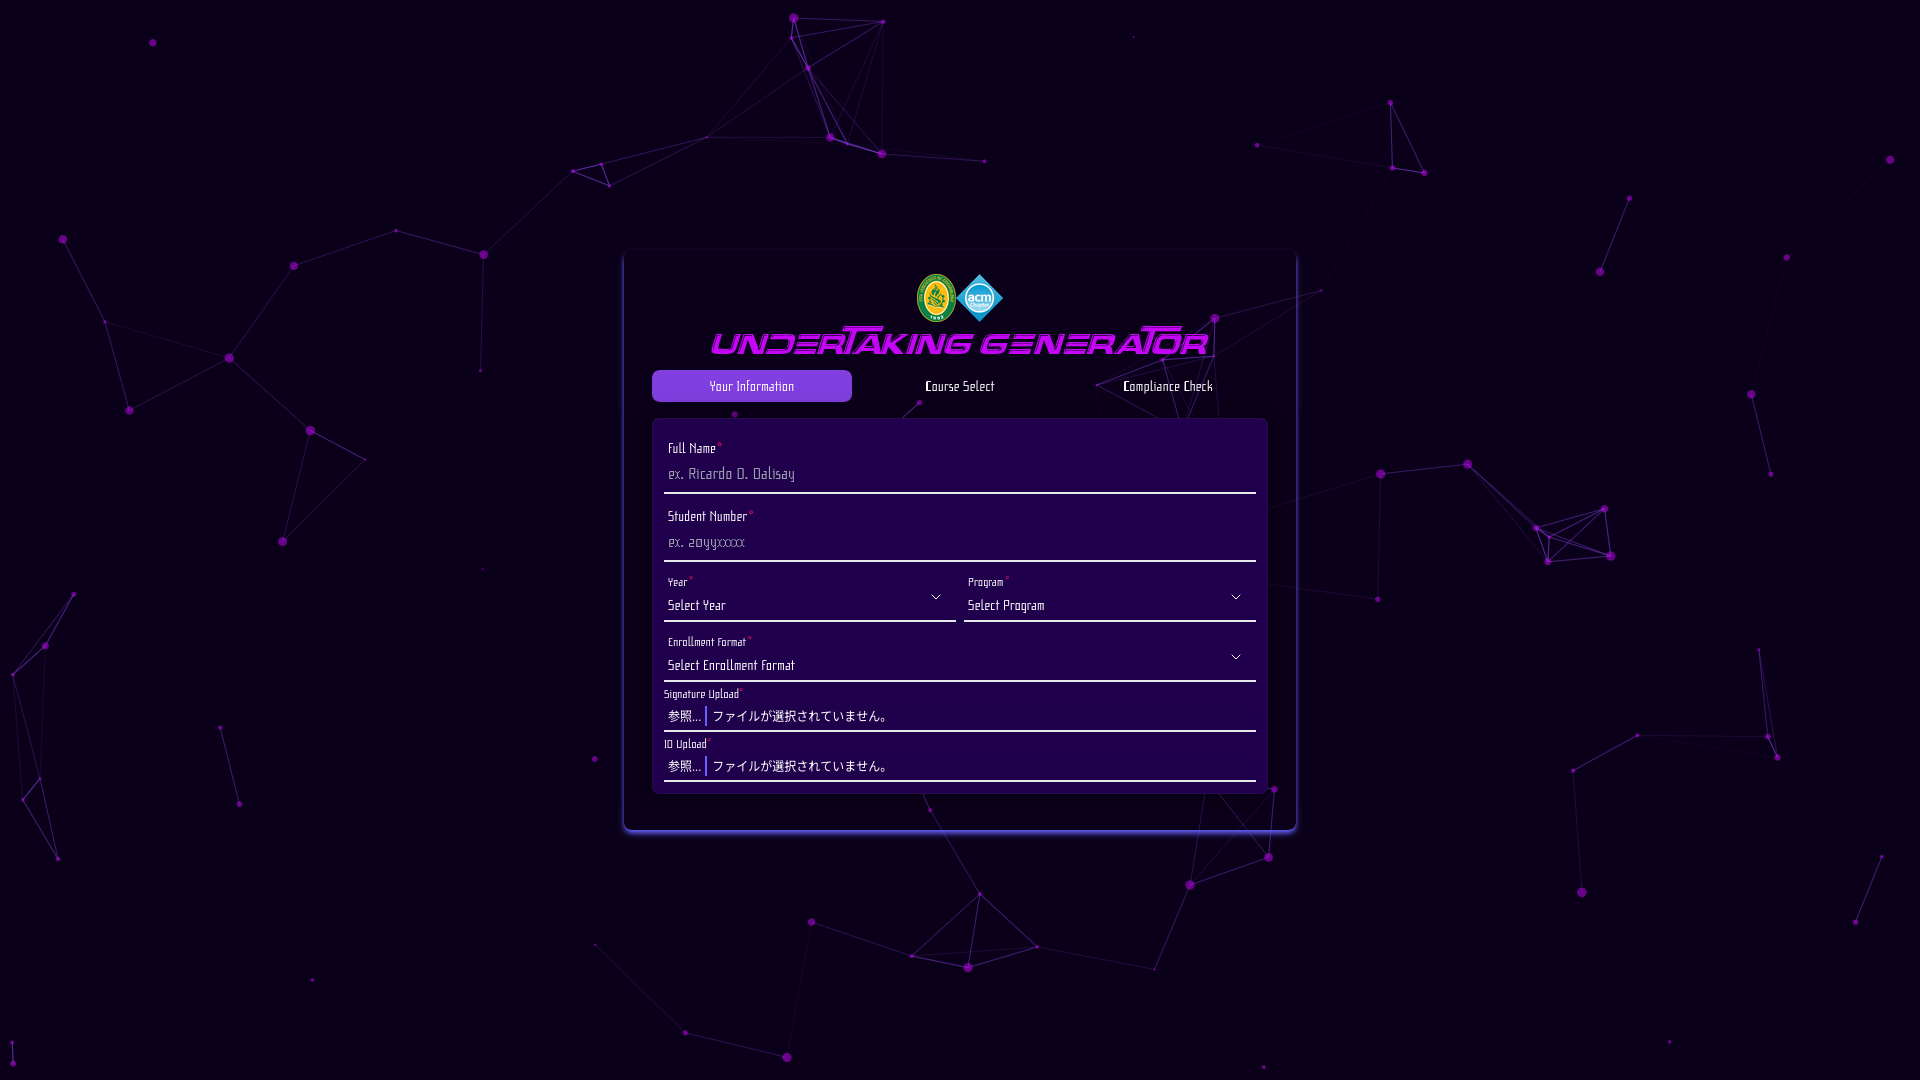 acm
Chapter
UNDERTAKING GENERATOR
Your Information
Course Select
Compliance Check
Full Name*
ex. Ricardo D. Dalisay
Student Number*
ex. 20yyxxxxx
Year*
Program*
Select Year
Select Program
Enrollment Format*
Select Enrollment Format
Signature Upload*
参照... ファイルが選択されていません。
ID Upload*
参照... ファイルが選択されていません。